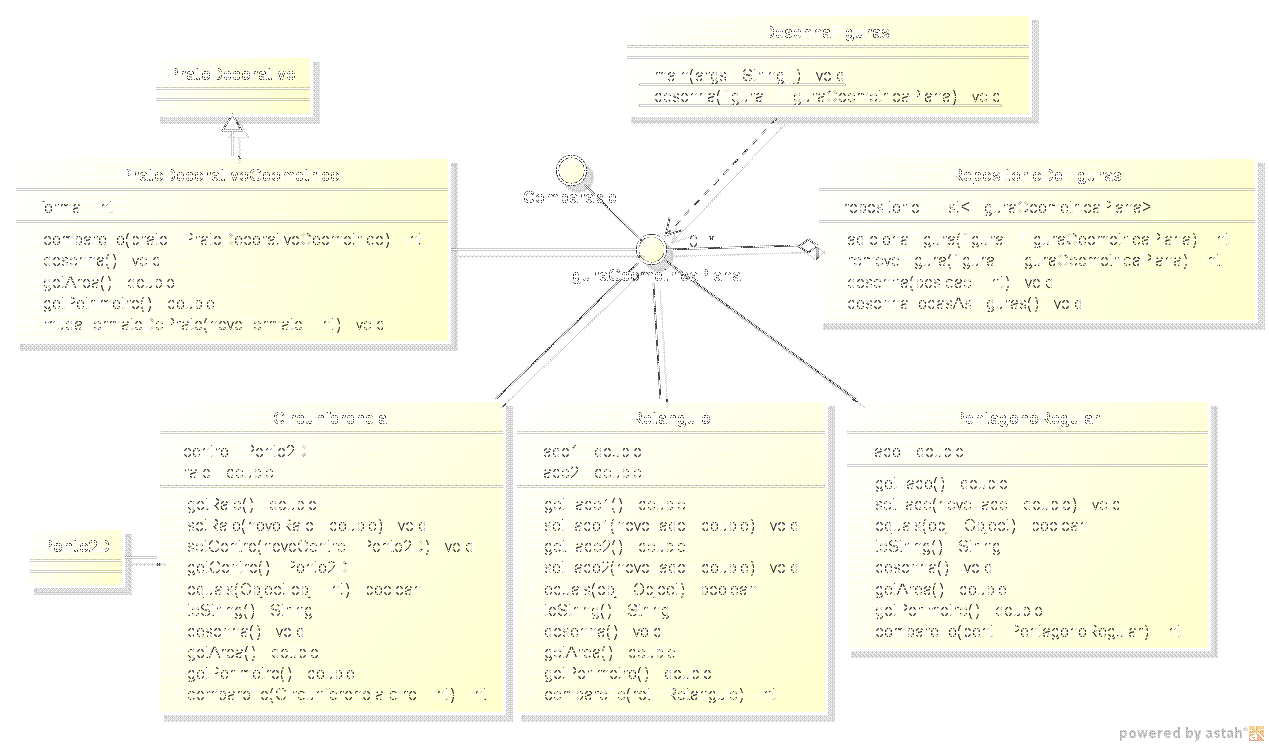 DesenhaFiguras
main(args : String[]) : void
desenha(figura : FiguraGeometricaPlana) : void
PratoDecorativo
PratoDecorativoGeometrico
forma : int
compareTo(prato : PratoDecorativoGeometrico) : int
desenha() : void
getArea() : double
getPerimetro() : double
mudaFormatoDoPrato(novoFormato : int) : void
Comparable
0..*
FiguraGeometricaPlana
RepositorioDeFiguras
repositorio : List<FiguraGeometricaPlana>
adicionaFigura(figura : FiguraGeometricaPlana) : int
removeFigura(figura : FiguraGeometricaPlana) : int
desenha(posicao : int) : void
desenhaTodasAsFiguras() : void
Circunferencia
centro : Ponto2D
raio : double
getRaio() : double
setRaio(novoRaio : double) : void
setCentro(novoCentro : Ponto2D) : void
getCentro() : Ponto2D
equals(Object obj : int) : boolean
toString() : String
desenha() : void
getArea() : double
getPerimetro() : double
compareTo(Circunferencia circ : int) : int
Ponto2D
Retangulo
lado1 : double
lado2 : double
getLado1() : double
setLado1(novoLado : double) : void
getLado2() : double
setLado2(novoLado : double) : void
equals(obj : Object) : boolean
toString() : String
desenha() : void
getArea() : double
getPerimetro() : double
compareTo(ret : Retangulo) : int
PentagonoRegular
lado : double
getLado() : double
setLado(novoLado : double) : void
equals(obj : Object) : boolean
toString() : String
desenha() : void
getArea() : double
getPerimetro() : double
compareTo(pent : PentagonoRegular) : int
powered by astah*